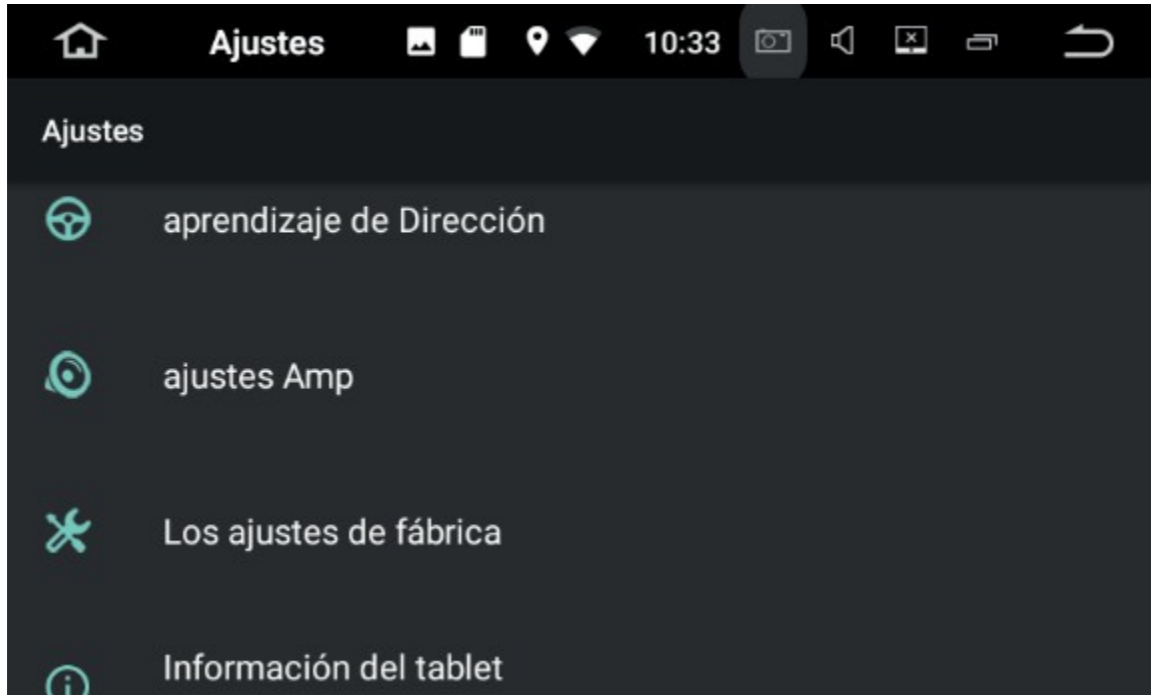 Ajustes
10:33
Ajustes
aprendizaje de Dirección
ajustes Amp
Los ajustes de fábrica
Información del tablet